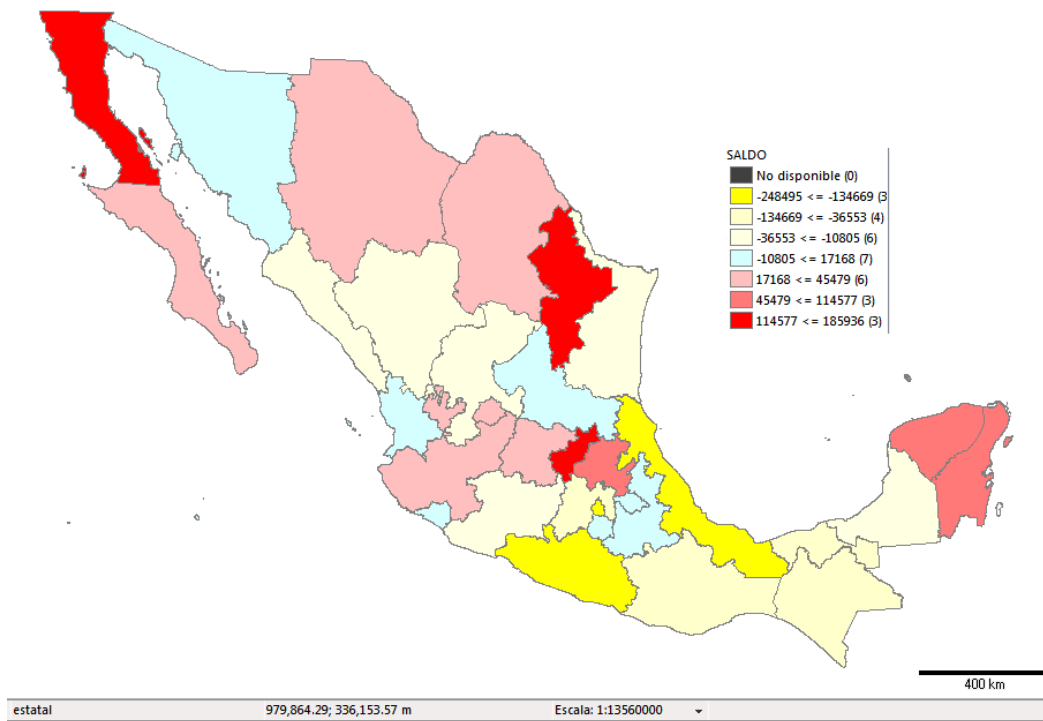 SALDO
No disponible (0)
-248495 <= -134669 (3
-134669 <= -36553 (4)
-36553 <= -10805 (6)
-10805 <= 17168 (7)
17168 <= 45479 (6)
45479 <= 114577 (3)
114577 <= 185936 (3)
400 km
estatal 979,864.29; 336,153.57 m Escala: 1:13560000